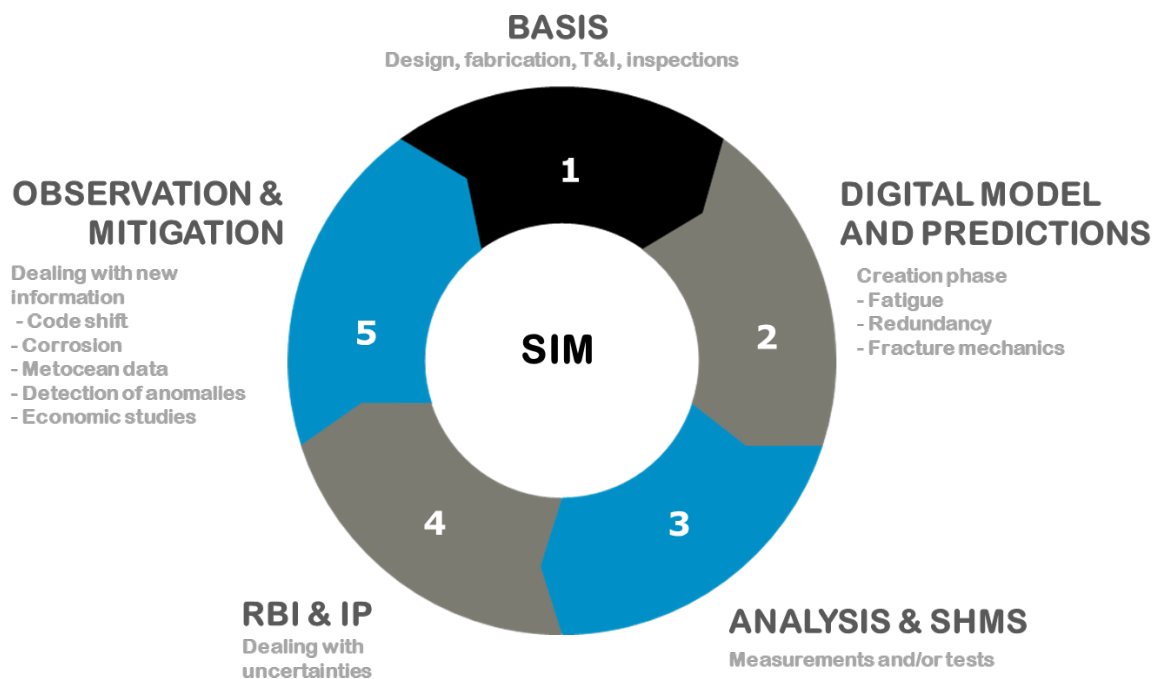 BASIS
Design, fabrication, T&I, inspections
1
DIGITAL MODEL
AND PREDICTIONS
Creation phase
- Fatigue
- Redundancy
- Fracture mechanics
2
3
ANALYSIS & SHMS
Measurements and/or tests
4
RBI & IP
Dealing with
uncertainties
5
OBSERVATION &
MITIGATION
Dealing with new
information
- Code shift
- Corrosion
- Metocean data
- Detection of anomalies
- Economic studies
SIM